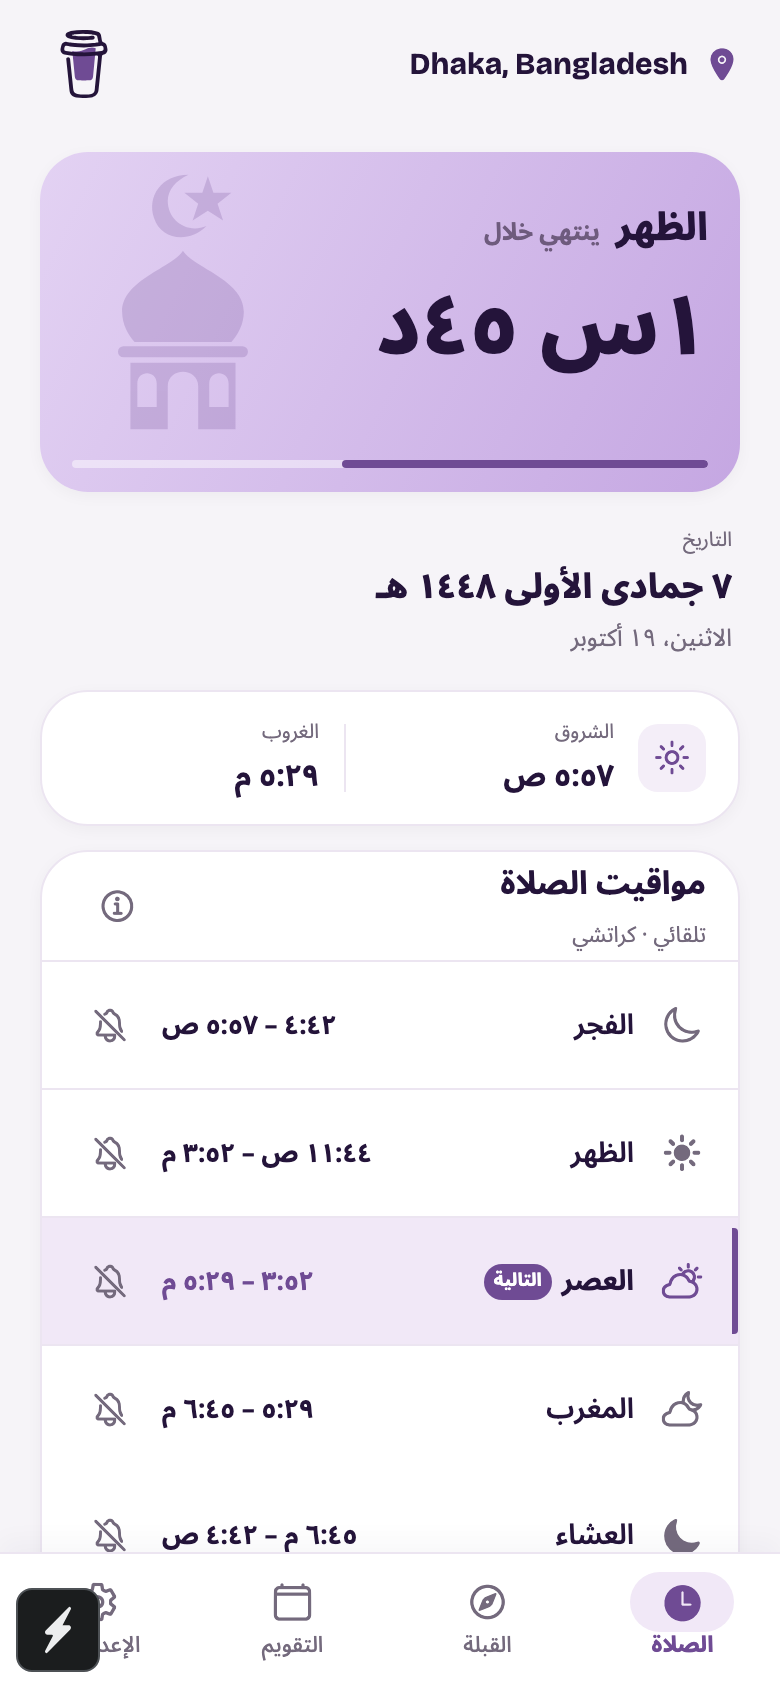 Dhaka, Bangladesh
الظهر ينتهي خلال
١س ٤٥د
التاريخ
٧ جمادى الأولى ١٤٤٨ هـ
الاثنين، ١٩ أكتوبر
الشروق
٥:٥٧ ص
الغروب
٥:٢٩ م
مواقيت الصلاة
تلقائي · كراتشي
الفجر ٤:٤٢ – ٥:٥٧ ص
الظهر ١١:٤٤ ص – ٣:٥٢ م
العصر التالية ٣:٥٢ – ٥:٢٩ م
المغرب ٥:٢٩ – ٦:٤٥ م
العشاء ٦:٤٥ م – ٤:٤٢ ص
الصلاة
القبلة
التقويم